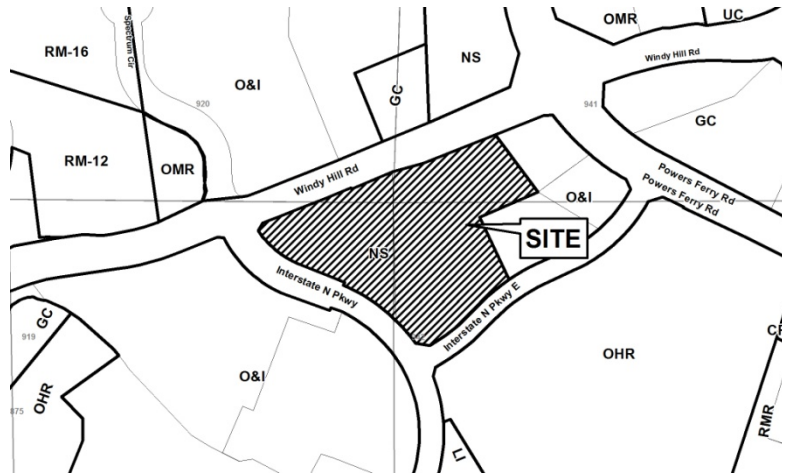 OMR
UC
RM-16
Spectrum Cir
O&I
NS
Windy Hill Rd
GC
920
941
GC
RM-12
OMR
Windy Hill Rd
Powers Ferry Rd
Powers Ferry Rd
O&I
SITE
NS
Interstate N Pkwy
Interstate N Pkwy E
GC
919
OHR
O&I
OHR
875
RMR
LI